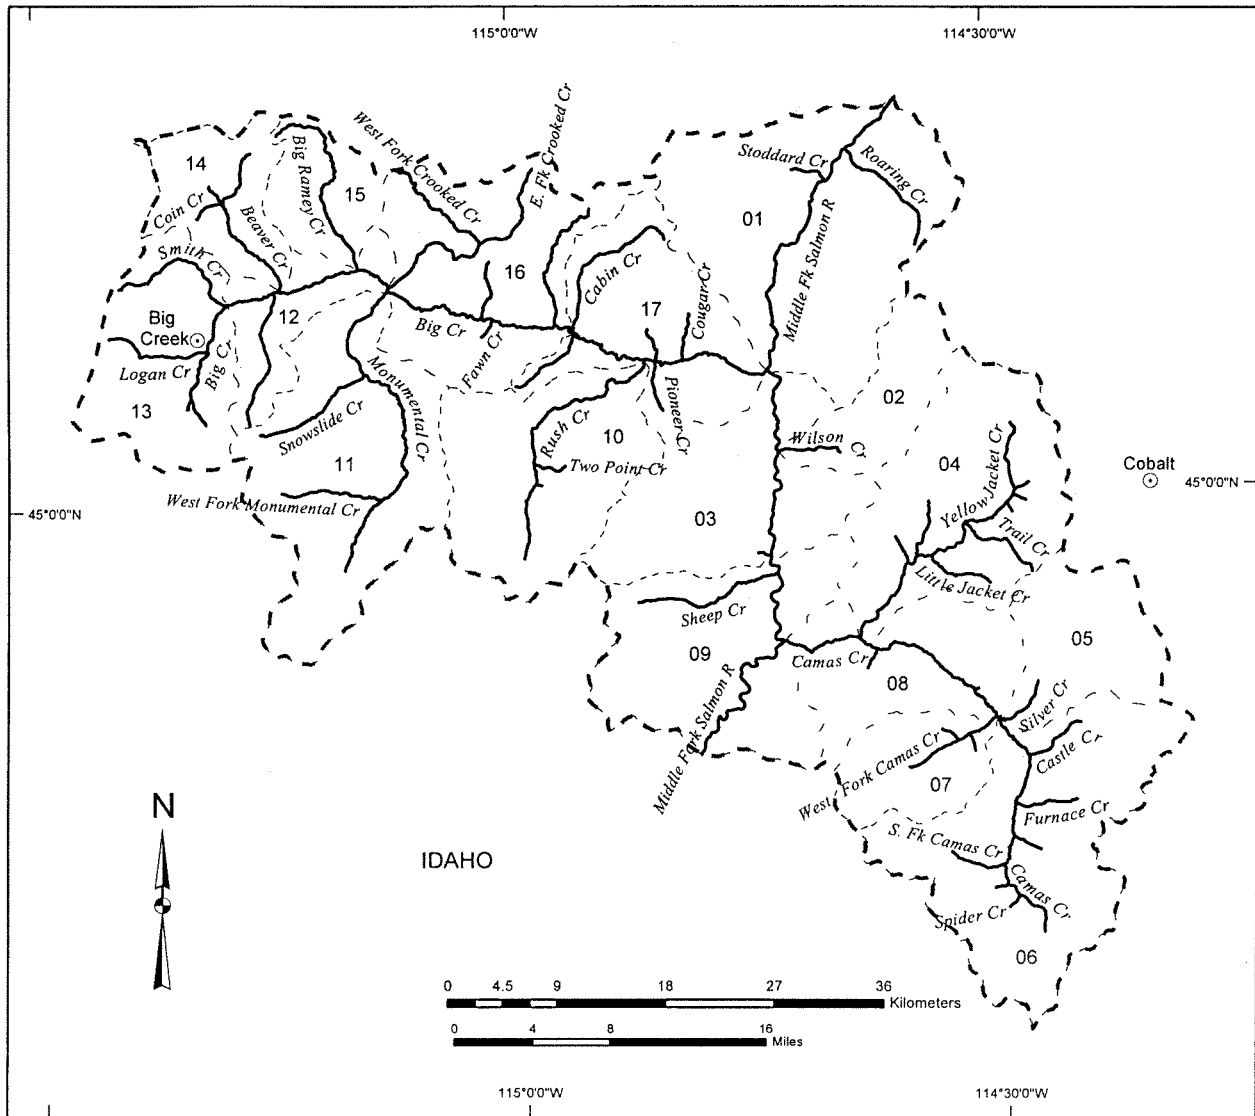 115°0'0"W
114°30'0"W
West Fork Crooked Cr
E. Fk Crooked Cr
Big Ramey Cr
Stoddard Cr
Roaring Cr
14
15
01
Coin Cr
Beaver Cr
Smith Cr
Middle Fk Salmon R
16
Cabin Cr
17
Cougar Cr
Big
Creek
12
Big Cr
Fawn Cr
Logan Cr
Big Cr
Monumental Cr
Pioneer Cr
02
13
Snowslide Cr
Rush Cr
10
Wilson Cr
11
Two Point Cr
04
Yellow Jacket Cr
Cobalt
45°0'0"W
West Fork Monumental Cr
45°0'0"N
03
Trail Cr
Little Jacket Cr
Sheep Cr
05
09
Camas Cr
08
Middle Fork Salmon R
Silver Cr
West Fork Camas Cr
Castle Cr
07
Furnace Cr
N
S. Fk Camas Cr
IDAHO
Camas Cr
Spider Cr
06
0 4.5 9 18 27 36
Kilometers
0 4 8 16
Miles
115°0'0"W
114°30'0"W